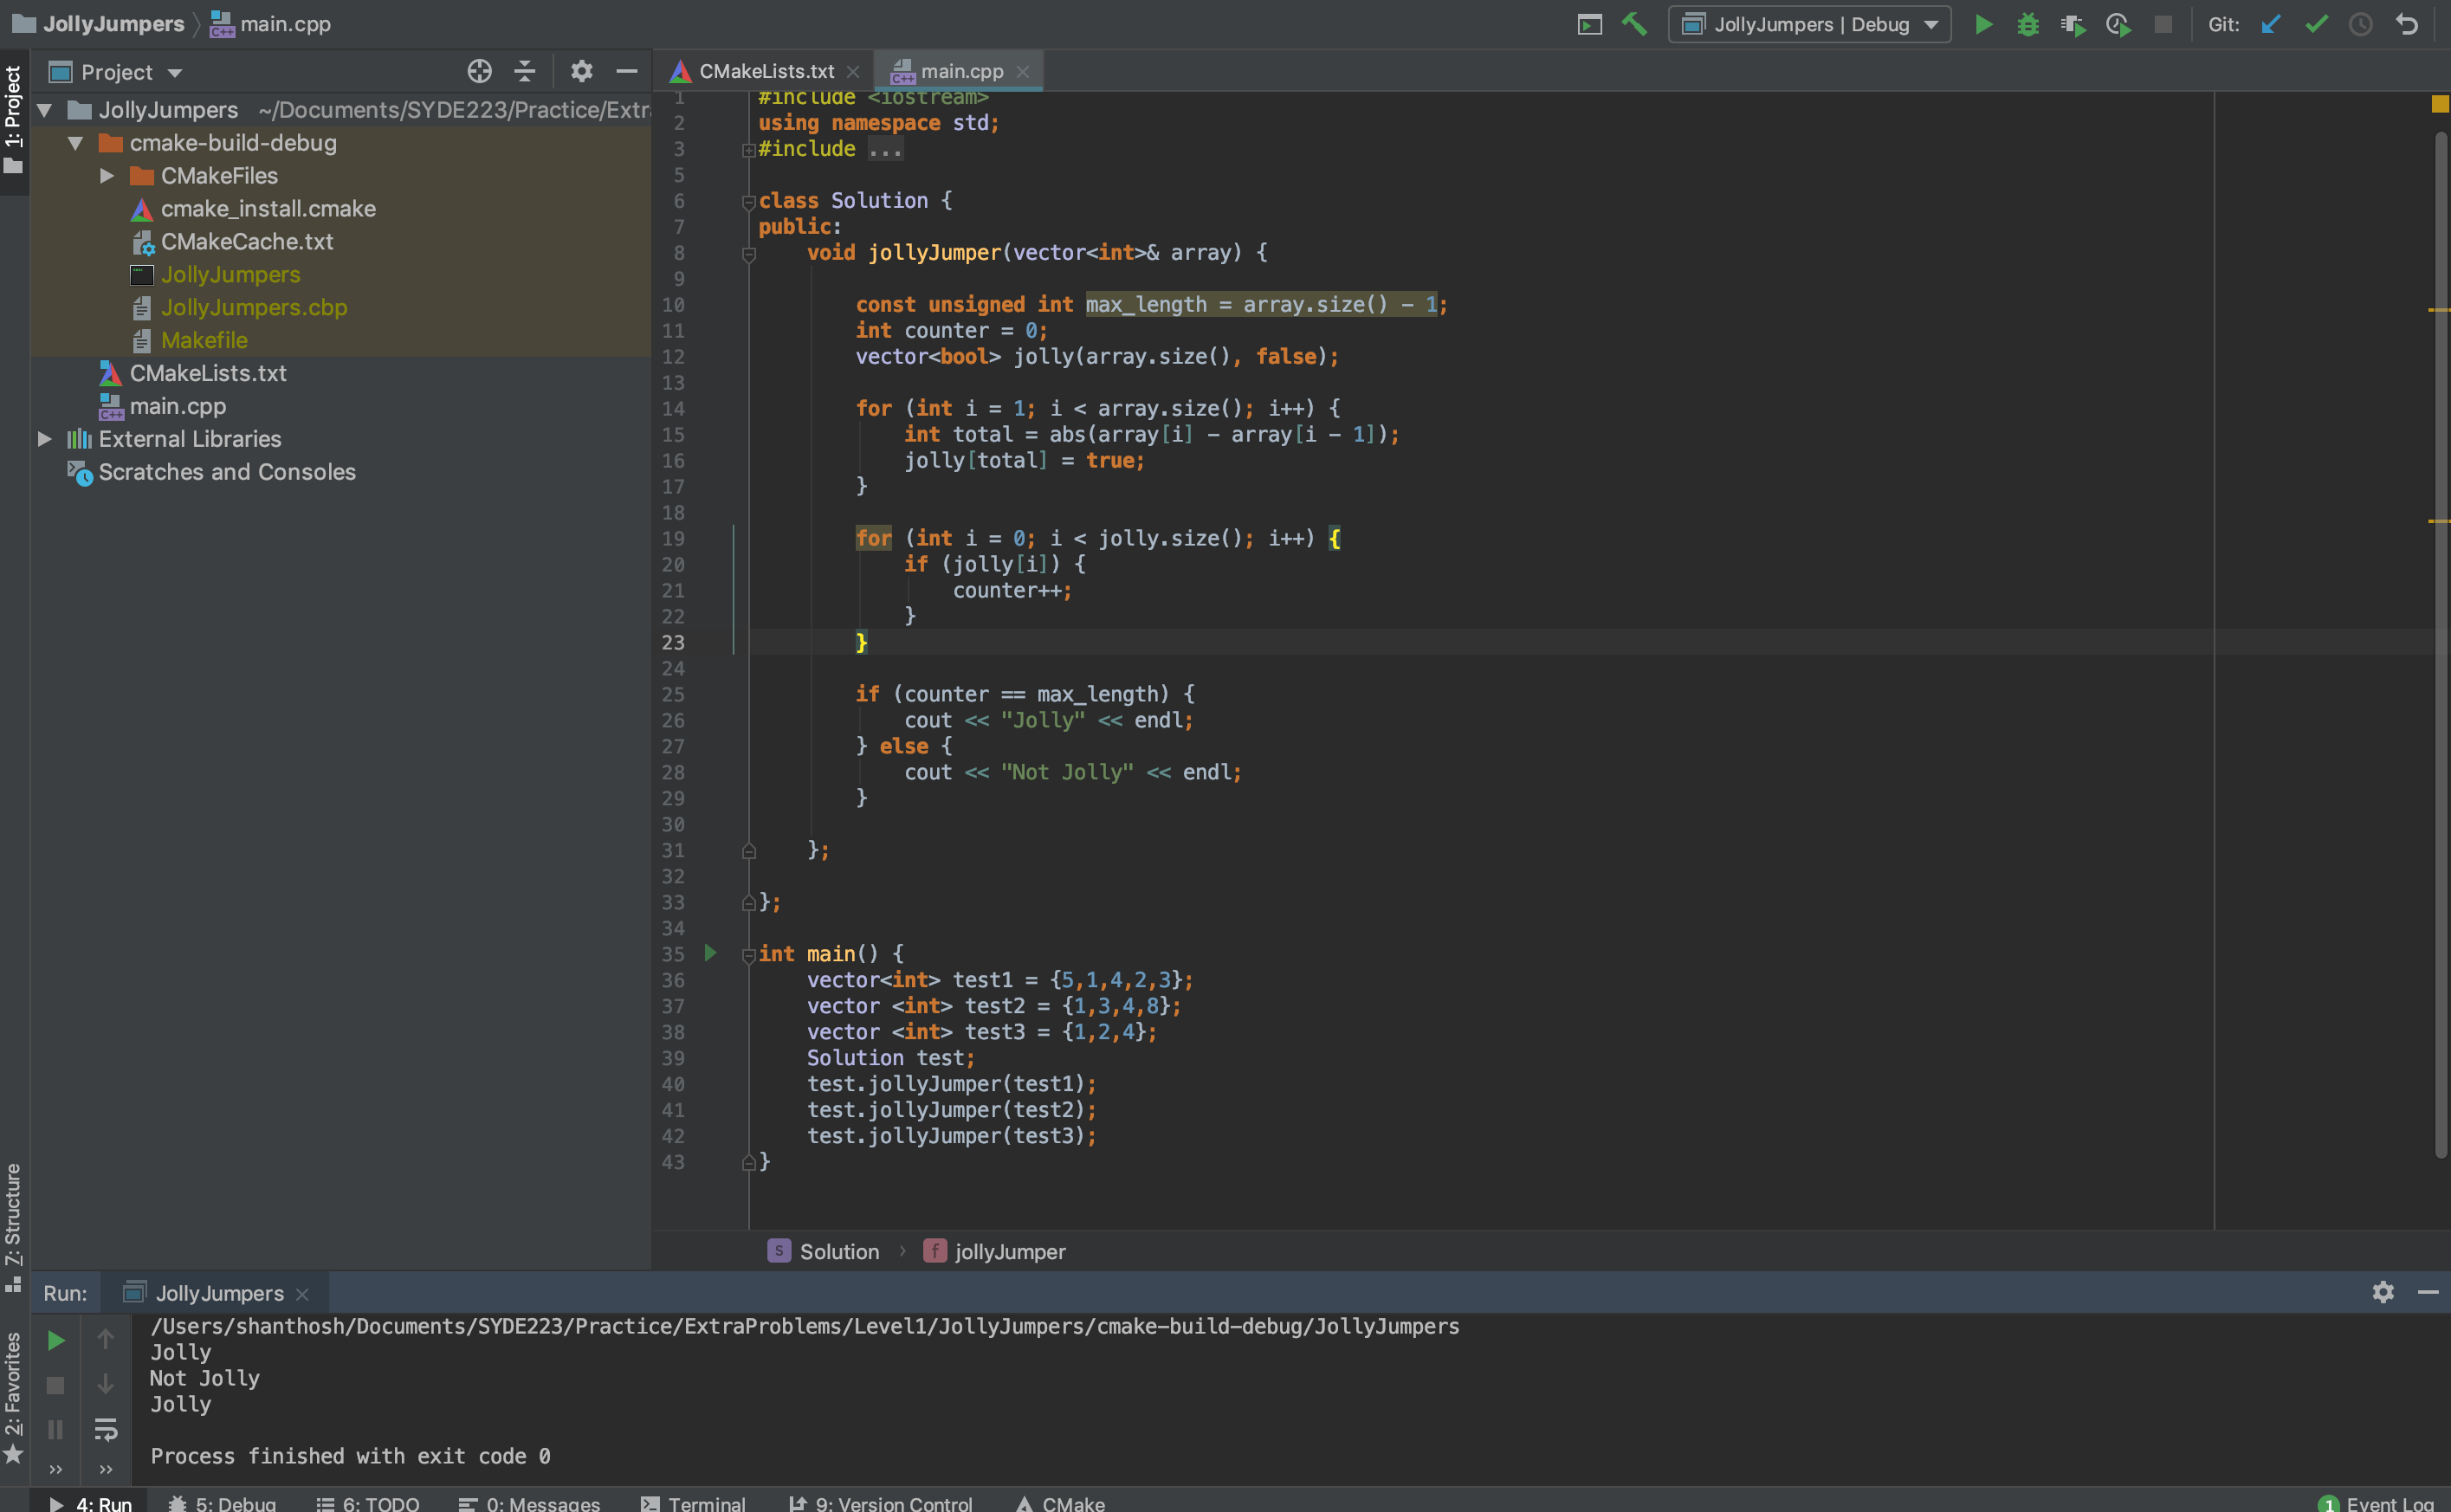 JollyJumpers main.cpp JollyJumpers | Debug Git:
1: Project
Project
CMakeLists.txt main.cpp
JollyJumpers ~/Documents/SYDE223/Practice/Extr
cmake-build-debug
CMakeFiles
cmake_install.cmake
CMakeCache.txt
JollyJumpers
JollyJumpers.cbp
Makefile
CMakeLists.txt
main.cpp
External Libraries
Scratches and Consoles
1 #include <iostream>
2 using namespace std;
3 #include ...
5
6 class Solution {
7 public:
8 void jollyJumper(vector<int>& array) {
9
10 const unsigned int max_length = array.size() - 1;
11 int counter = 0;
12 vector<bool> jolly(array.size(), false);
13
14 for (int i = 1; i < array.size(); i++) {
15 int total = abs(array[i] - array[i - 1]);
16 jolly[total] = true;
17 }
18
19 for (int i = 0; i < jolly.size(); i++) {
20 if (jolly[i]) {
21 counter++;
22 }
23 }
24
25 if (counter == max_length) {
26 cout << "Jolly" << endl;
27 } else {
28 cout << "Not Jolly" << endl;
29 }
30
31 };
32
33 };
34
35 int main() {
36 vector<int> test1 = {5,1,4,2,3};
37 vector <int> test2 = {1,3,4,8};
38 vector <int> test3 = {1,2,4};
39 Solution test;
40 test.jollyJumper(test1);
41 test.jollyJumper(test2);
42 test.jollyJumper(test3);
43 }
S Solution › f jollyJumper
7: Structure
2: Favorites
Run: JollyJumpers
/Users/shanthosh/Documents/SYDE223/Practice/ExtraProblems/Level1/JollyJumpers/cmake-build-debug/JollyJumpers
Jolly
Not Jolly
Jolly
Process finished with exit code 0
4: Run 5: Debug 6: TODO 0: Messages Terminal 9: Version Control CMake 1 Event Log